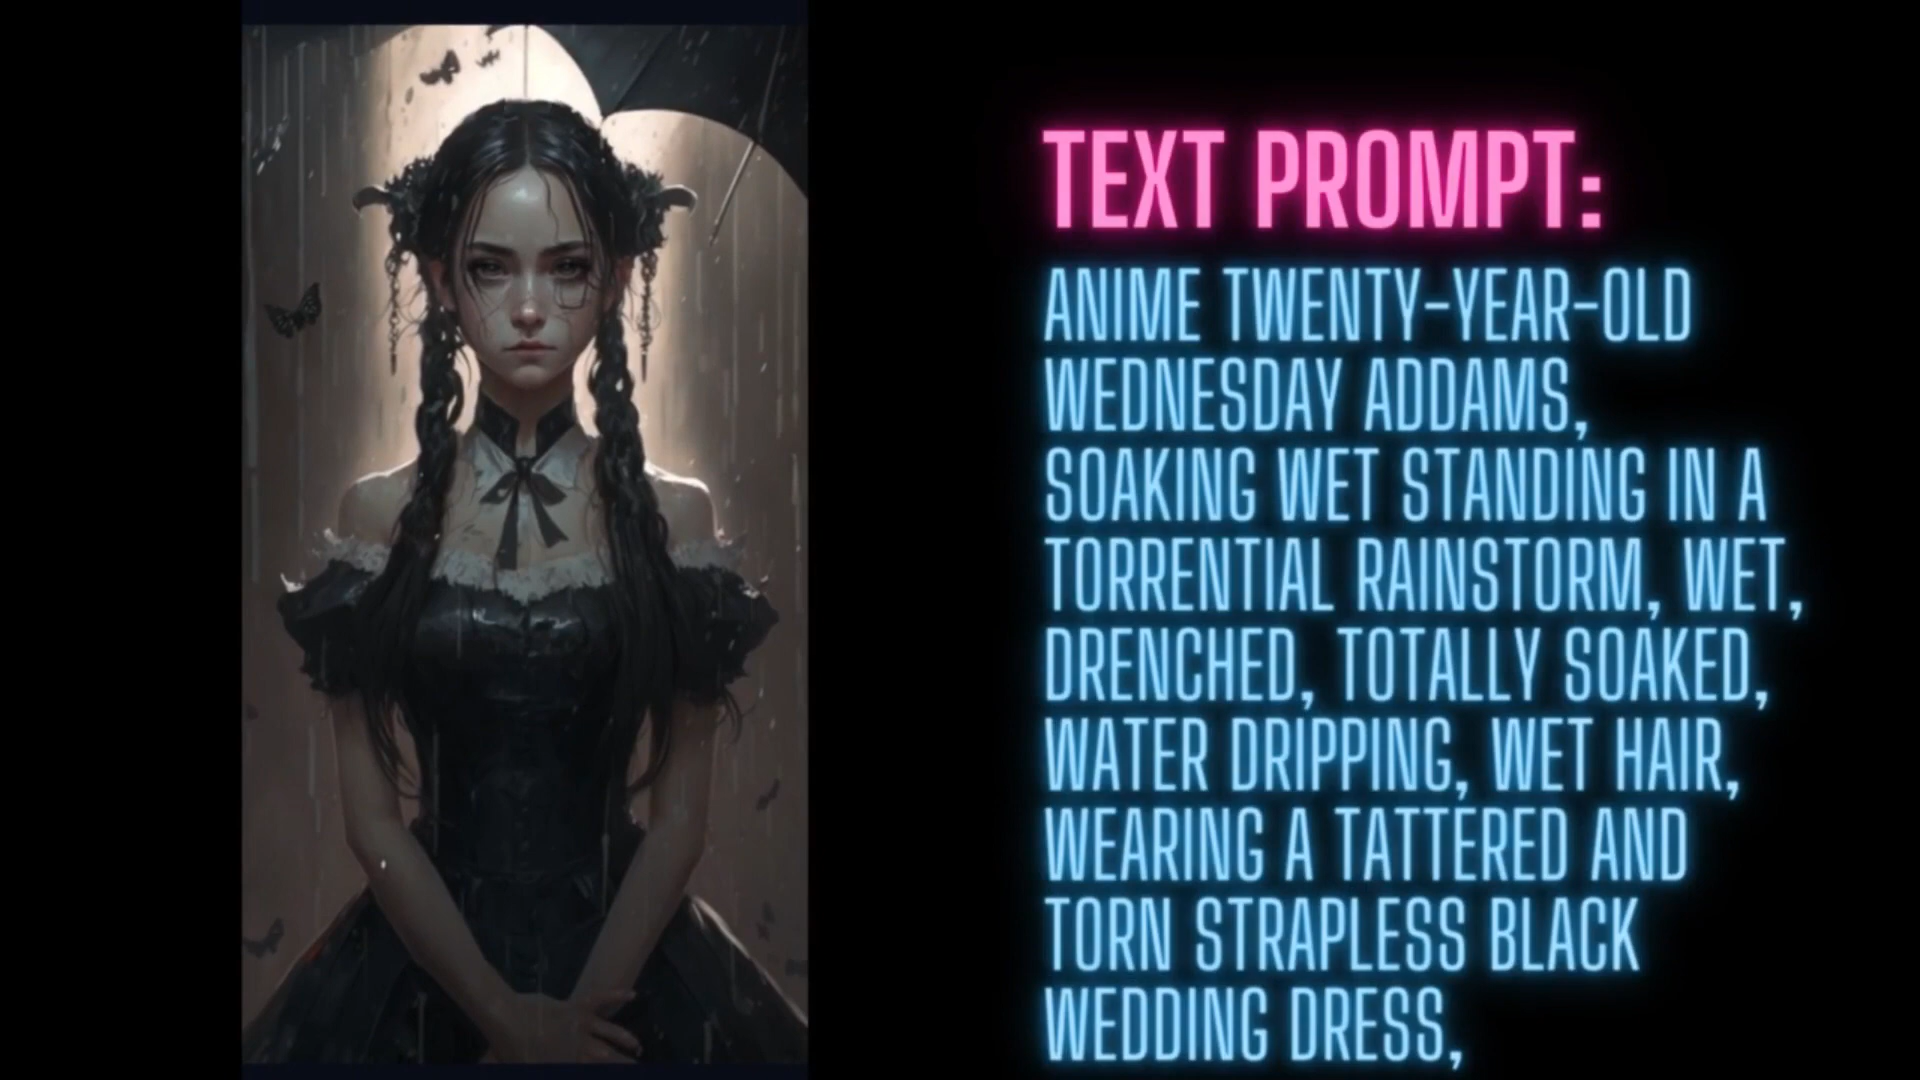 TEXT PROMPT:
ANIME TWENTY-YEAR-OLD
WEDNESDAY ADDAMS,
SOAKING WET STANDING IN A
TORRENTIAL RAINSTORM, WET,
DRENCHED, TOTALLY SOAKED,
WATER DRIPPING, WET HAIR,
WEARING A TATTERED AND
TORN STRAPLESS BLACK
WEDDING DRESS,